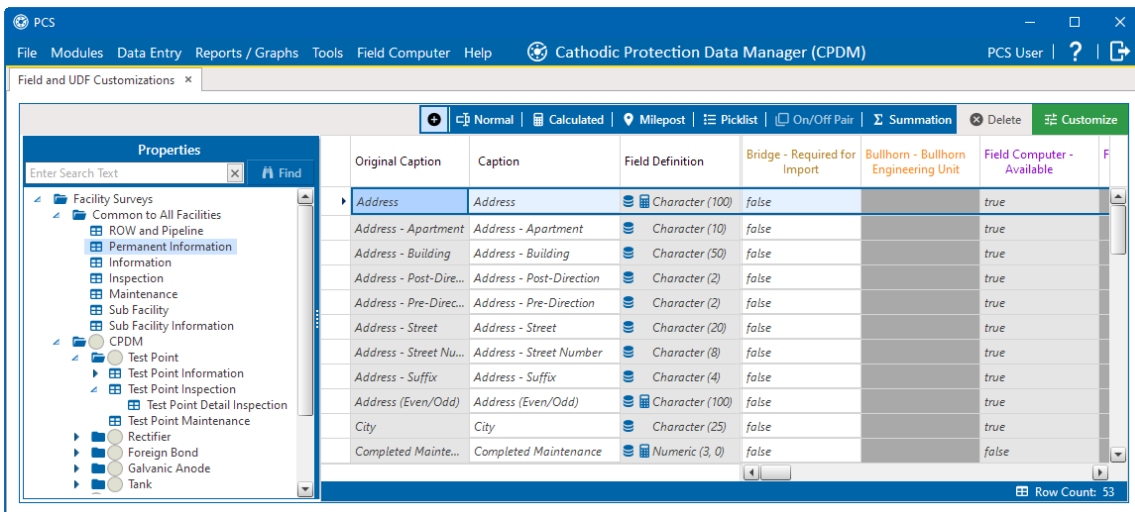 PCS
File Modules Data Entry Reports / Graphs Tools Field Computer Help Cathodic Protection Data Manager (CPDM) PCS User | ? |
Field and UDF Customizations ×
Normal | Calculated | Milepost | Picklist | On/Off Pair | Σ Summation Delete Customize
Properties
Enter Search Text × Find
Facility Surveys
Common to All Facilities
ROW and Pipeline
Permanent Information
Information
Inspection
Maintenance
Sub Facility
Sub Facility Information
CPDM
Test Point
Test Point Information
Test Point Inspection
Test Point Detail Inspection
Test Point Maintenance
Rectifier
Foreign Bond
Galvanic Anode
Tank
Original Caption Caption Field Definition Bridge - Required for Import Bullhorn - Bullhorn Engineering Unit Field Computer - Available F
Address Address Character (100) false true
Address - Apartment Address - Apartment Character (10) false true
Address - Building Address - Building Character (50) false true
Address - Post-Dire... Address - Post-Direction Character (2) false true
Address - Pre-Direc... Address - Pre-Direction Character (2) false true
Address - Street Address - Street Character (20) false true
Address - Street Nu... Address - Street Number Character (8) false true
Address - Suffix Address - Suffix Character (4) false true
Address (Even/Odd) Address (Even/Odd) Character (100) false true
City City Character (25) false true
Completed Mainte... Completed Maintenance Numeric (3, 0) false false
Row Count: 53